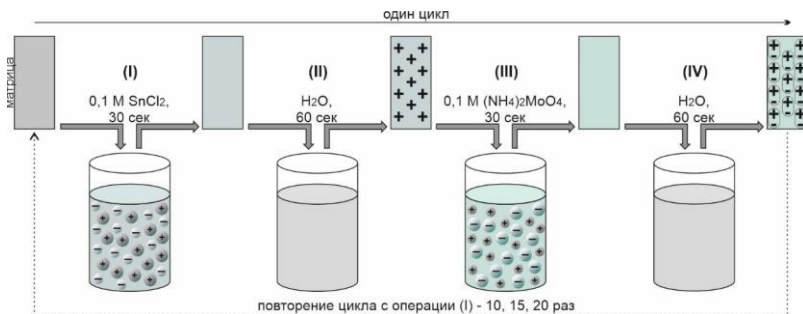 один цикл
матрица
(I)
0,1 М SnCl2,
30 сек
(II)
H2O,
60 сек
(III)
0,1 М (NH4)2MoO4,
30 сек
(IV)
H2O,
60 сек
повторение цикла с операции (I) - 10, 15, 20 раз